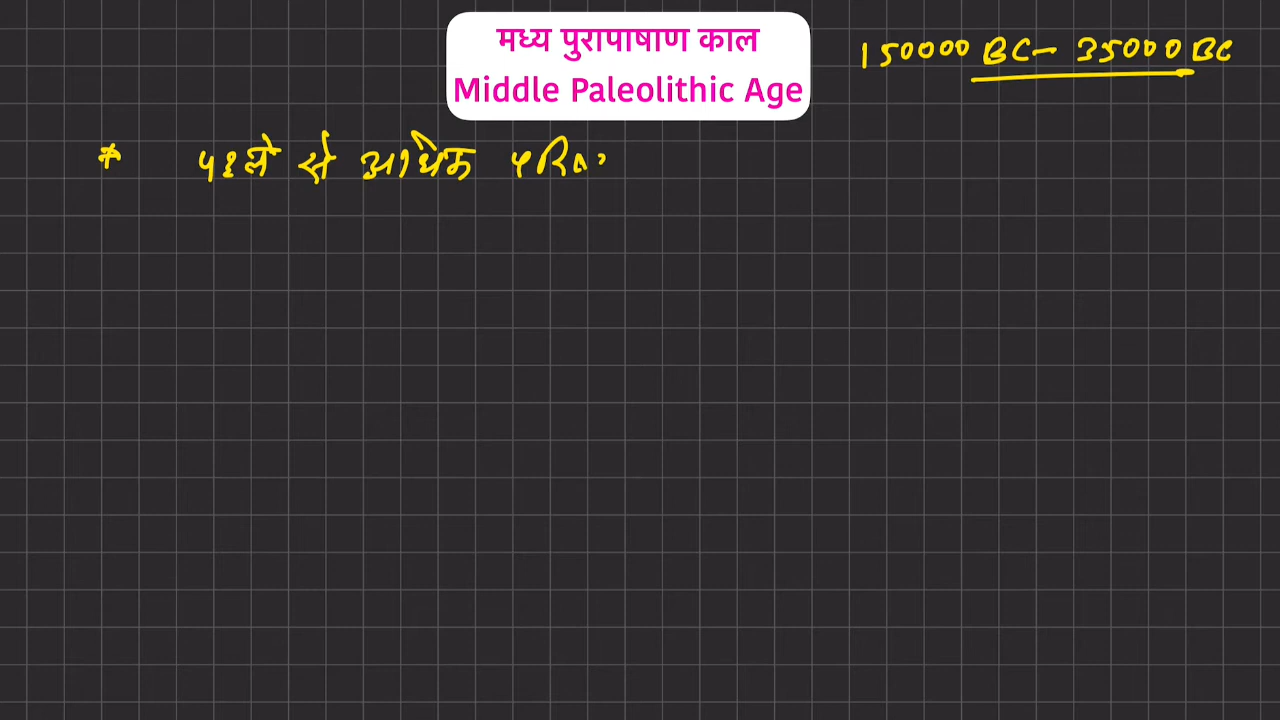 मध्य पुरापाषाण काल
Middle Paleolithic Age
150000 BC - 35000 BC
* पहले से अधिक